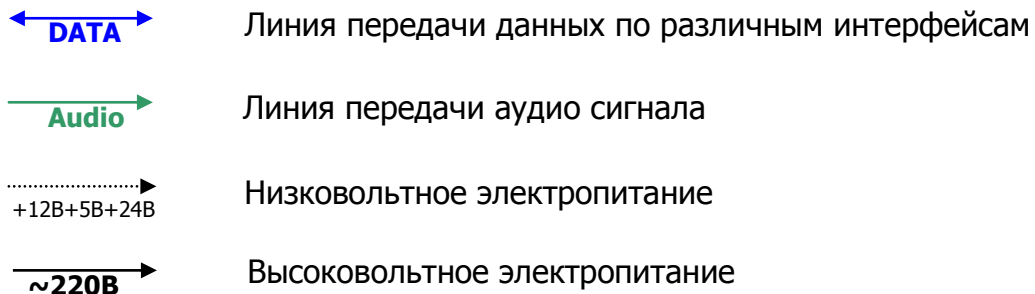 DATA Линия передачи данных по различным интерфейсам
Audio Линия передачи аудио сигнала
+12В+5В+24В Низковольтное электропитание
~220В Высоковольтное электропитание